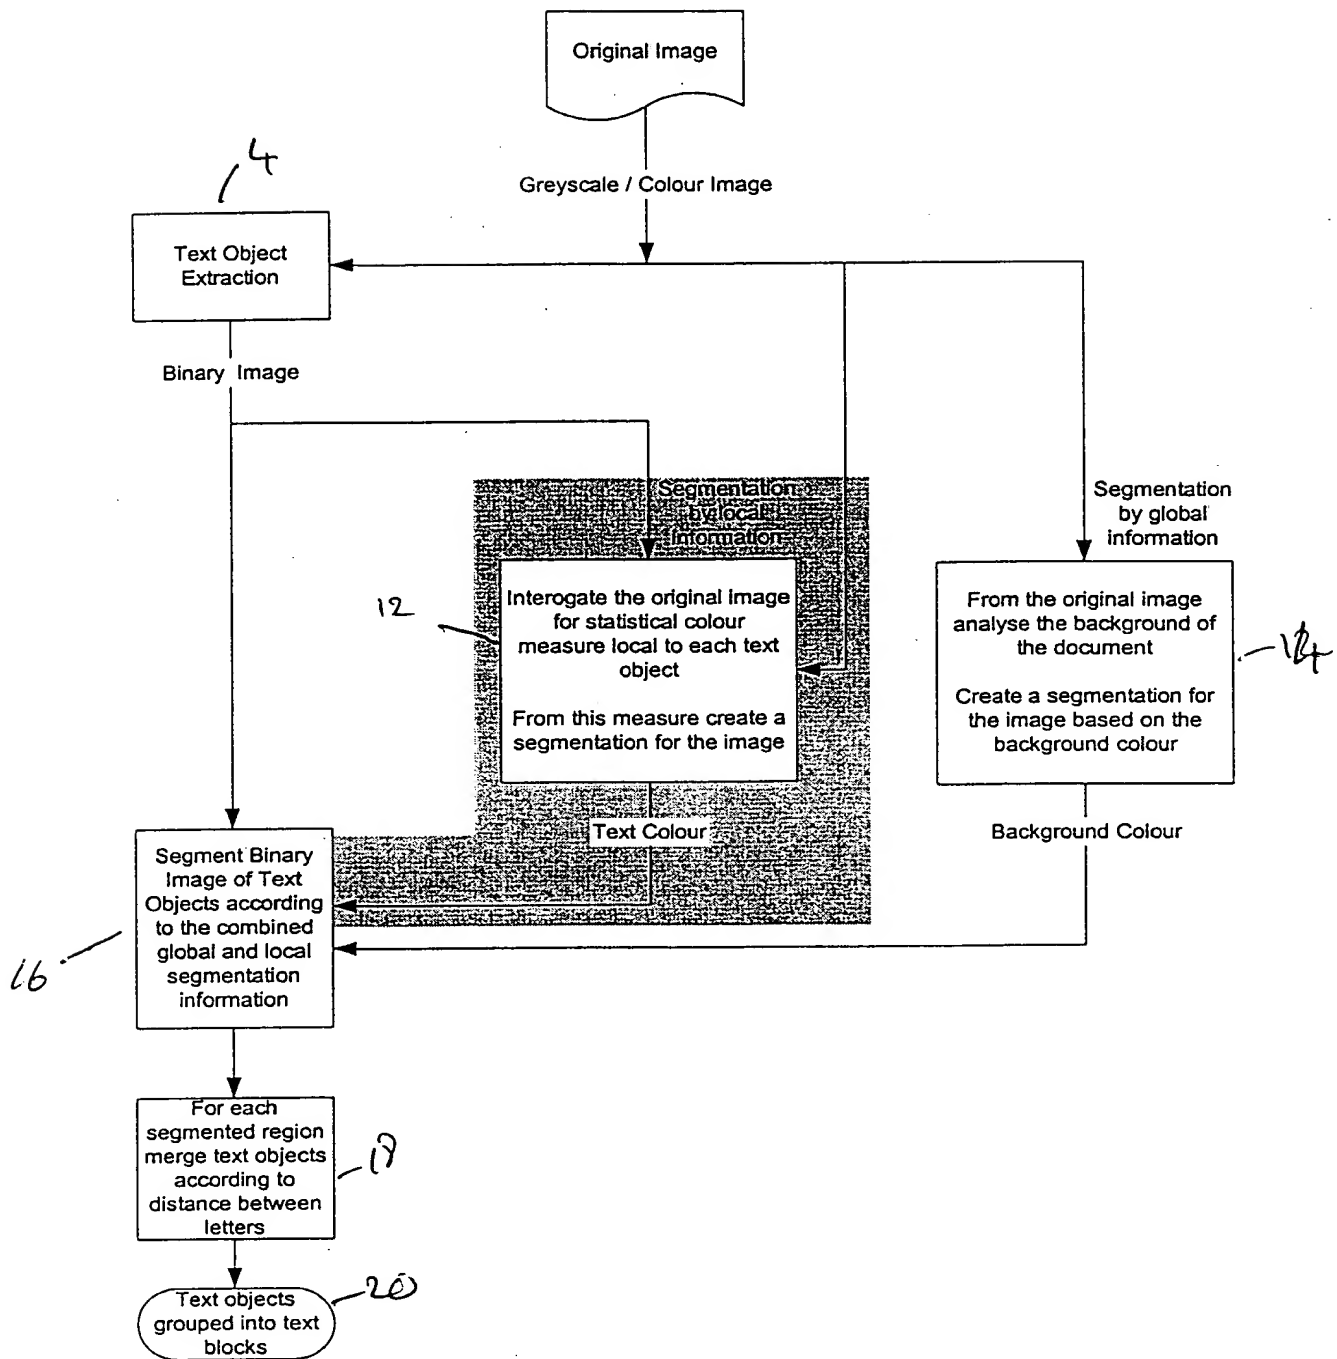 Original Image
Greyscale / Colour Image
4
Text Object
Extraction
Binary Image
Segmentation
by local
information
Segmentation
by global
information
12
Interogate the original image
for statistical colour
measure local to each text
object
From this measure create a
segmentation for the image
From the original image
analyse the background of
the document
Create a segmentation for
the image based on the
background colour
Text Colour
Background Colour
Segment Binary
Image of Text
Objects according
to the combined
global and local
segmentation
information
16
For each
segmented region
merge text objects
according to
distance between
letters
18
Text objects
grouped into text
blocks
20